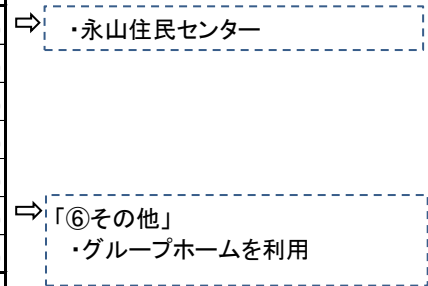 ⇨ ・永山住民センター
⇨ 「⑥その他」
・グループホームを利用